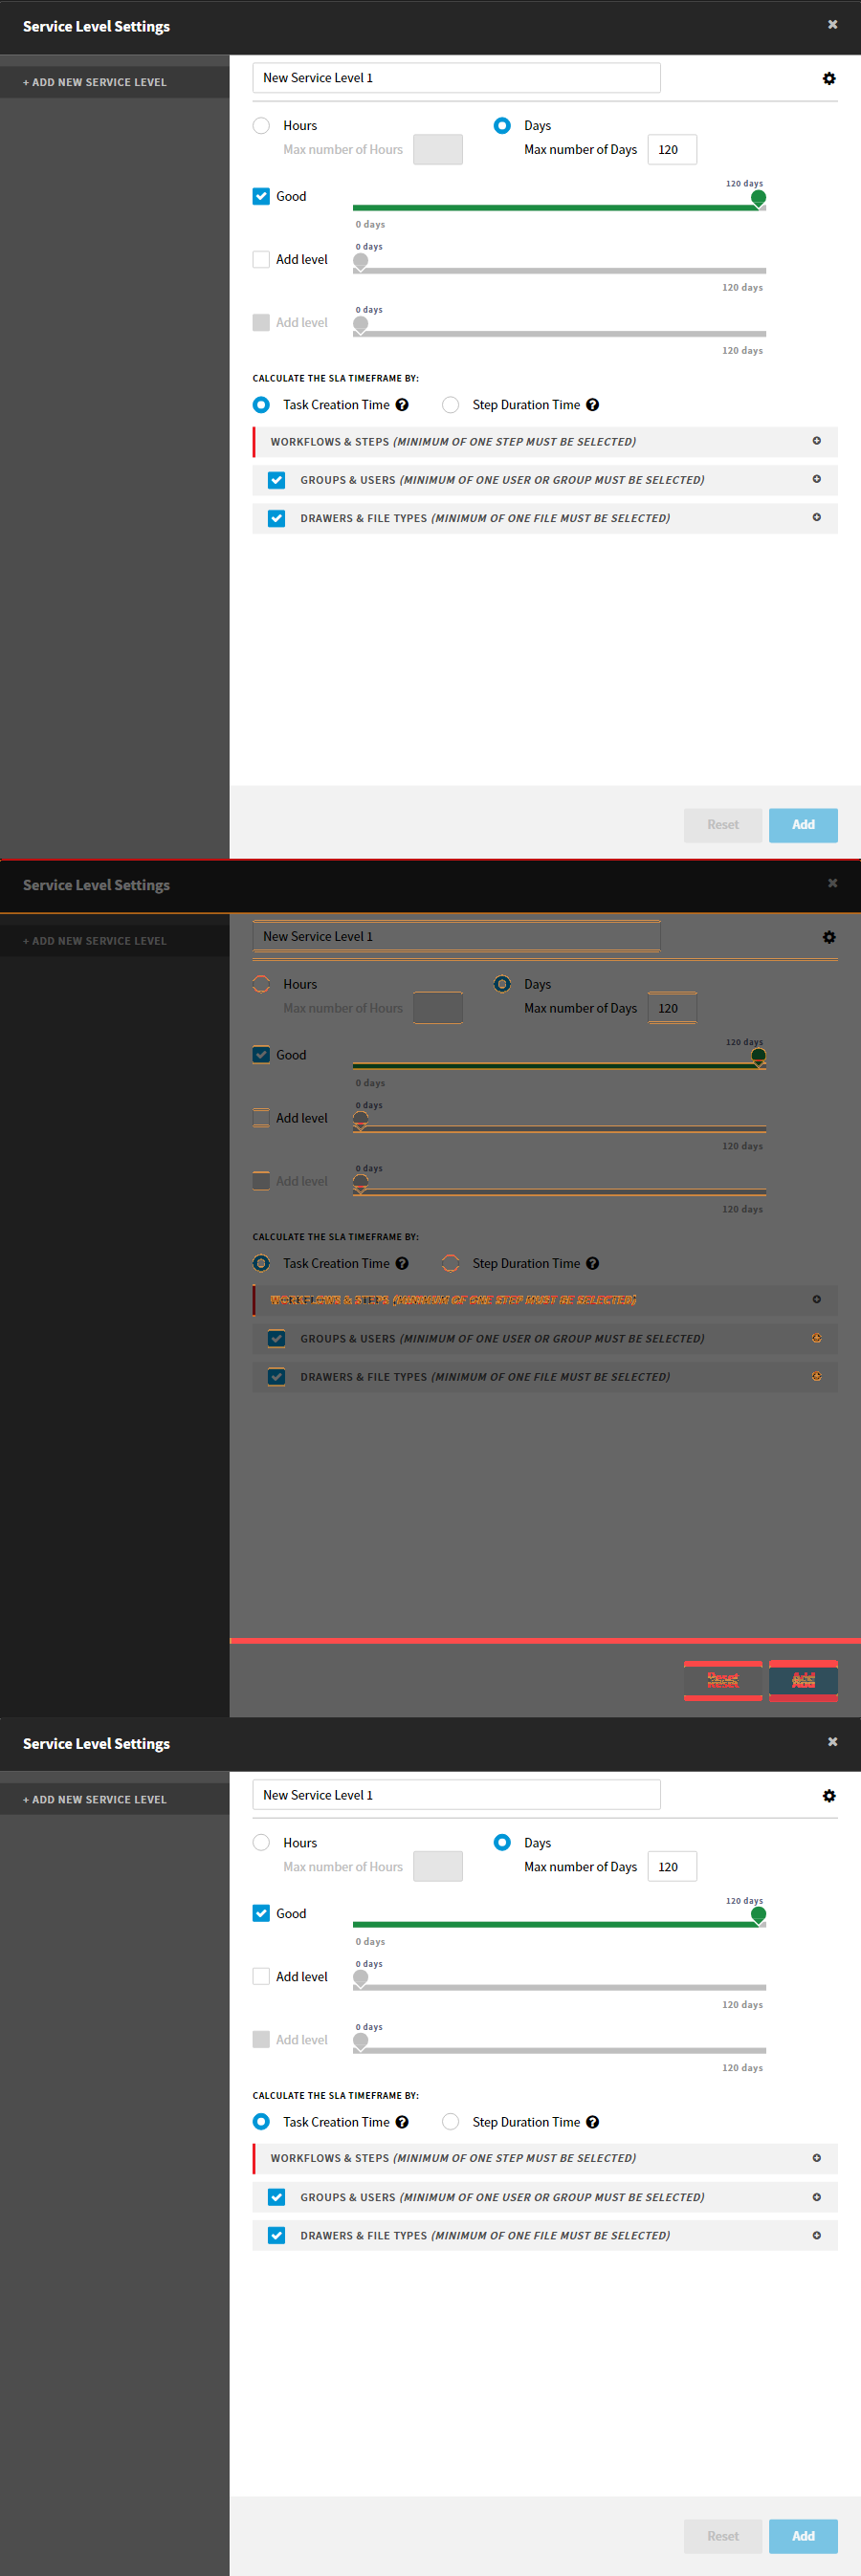 Service Level Settings
+ ADD NEW SERVICE LEVEL
New Service Level 1
Hours Days
Max number of Hours Max number of Days 120
120 days
Good
0 days
0 days
Add level
120 days
0 days
Add level
120 days
CALCULATE THE SLA TIMEFRAME BY:
Task Creation Time Step Duration Time
WORKFLOWS & STEPS (MINIMUM OF ONE STEP MUST BE SELECTED)
GROUPS & USERS (MINIMUM OF ONE USER OR GROUP MUST BE SELECTED)
DRAWERS & FILE TYPES (MINIMUM OF ONE FILE MUST BE SELECTED)
Reset Add
Service Level Settings
+ ADD NEW SERVICE LEVEL
New Service Level 1
Hours Days
Max number of Hours Max number of Days 120
120 days
Good
0 days
0 days
Add level
120 days
0 days
Add level
120 days
CALCULATE THE SLA TIMEFRAME BY:
Task Creation Time Step Duration Time
WORKFLOWS & STEPS (MINIMUM OF ONE STEP MUST BE SELECTED)
GROUPS & USERS (MINIMUM OF ONE USER OR GROUP MUST BE SELECTED)
DRAWERS & FILE TYPES (MINIMUM OF ONE FILE MUST BE SELECTED)
Reset Add
Service Level Settings
+ ADD NEW SERVICE LEVEL
New Service Level 1
Hours Days
Max number of Hours Max number of Days 120
120 days
Good
0 days
0 days
Add level
120 days
0 days
Add level
120 days
CALCULATE THE SLA TIMEFRAME BY:
Task Creation Time Step Duration Time
WORKFLOWS & STEPS (MINIMUM OF ONE STEP MUST BE SELECTED)
GROUPS & USERS (MINIMUM OF ONE USER OR GROUP MUST BE SELECTED)
DRAWERS & FILE TYPES (MINIMUM OF ONE FILE MUST BE SELECTED)
Reset Add